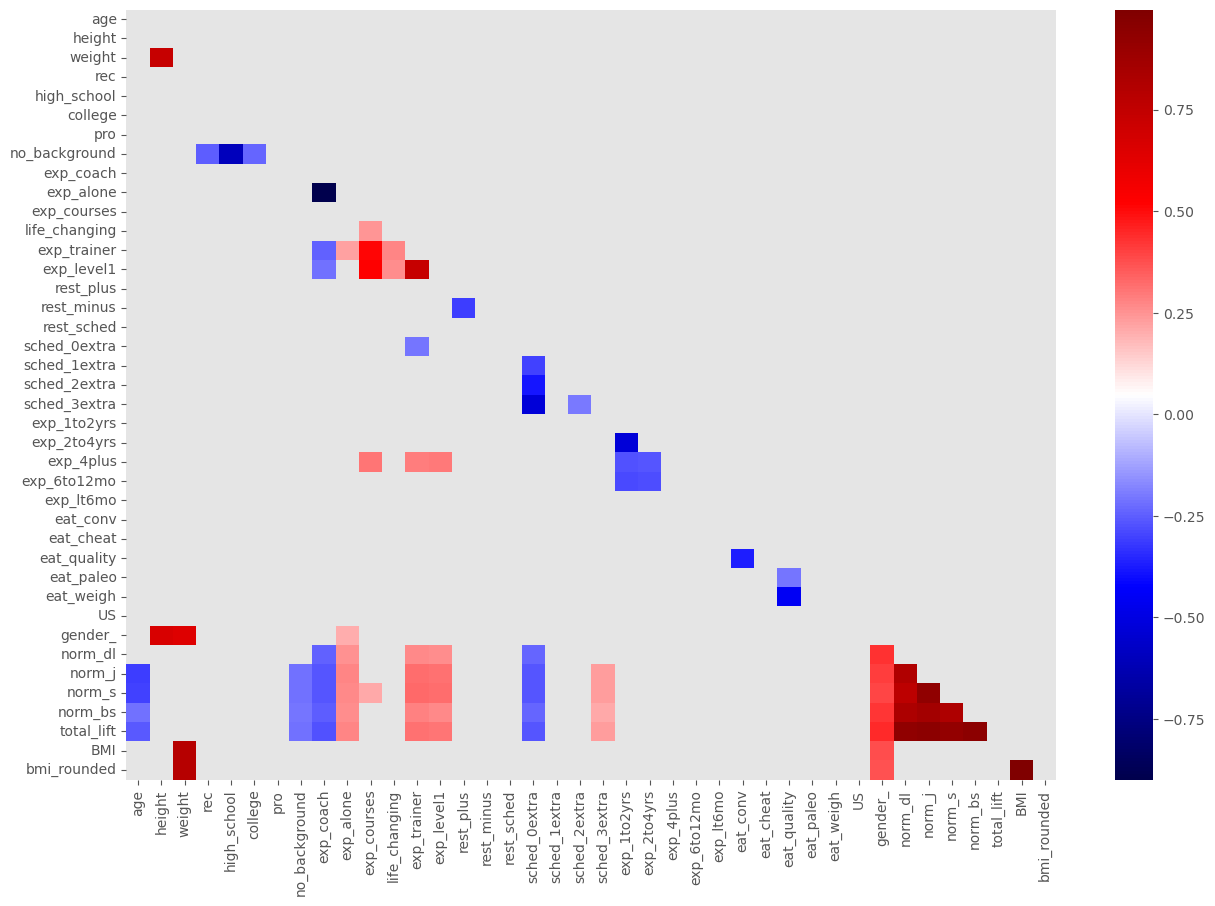 age
height
weight
rec
high_school
college
pro
no_background
exp_coach
exp_alone
exp_courses
life_changing
exp_trainer
exp_level1
rest_plus
rest_minus
rest_sched
sched_0extra
sched_1extra
sched_2extra
sched_3extra
exp_1to2yrs
exp_2to4yrs
exp_4plus
exp_6to12mo
exp_lt6mo
eat_conv
eat_cheat
eat_quality
eat_paleo
eat_weigh
US
gender_
norm_dl
norm_j
norm_s
norm_bs
total_lift
BMI
bmi_rounded
age
height
weight
rec
high_school
college
pro
no_background
exp_coach
exp_alone
exp_courses
life_changing
exp_trainer
exp_level1
rest_plus
rest_minus
rest_sched
sched_0extra
sched_1extra
sched_2extra
sched_3extra
exp_1to2yrs
exp_2to4yrs
exp_4plus
exp_6to12mo
exp_lt6mo
eat_conv
eat_cheat
eat_quality
eat_paleo
eat_weigh
US
gender_
norm_dl
norm_j
norm_s
norm_bs
total_lift
BMI
bmi_rounded
0.75
0.50
0.25
0.00
−0.25
−0.50
−0.75